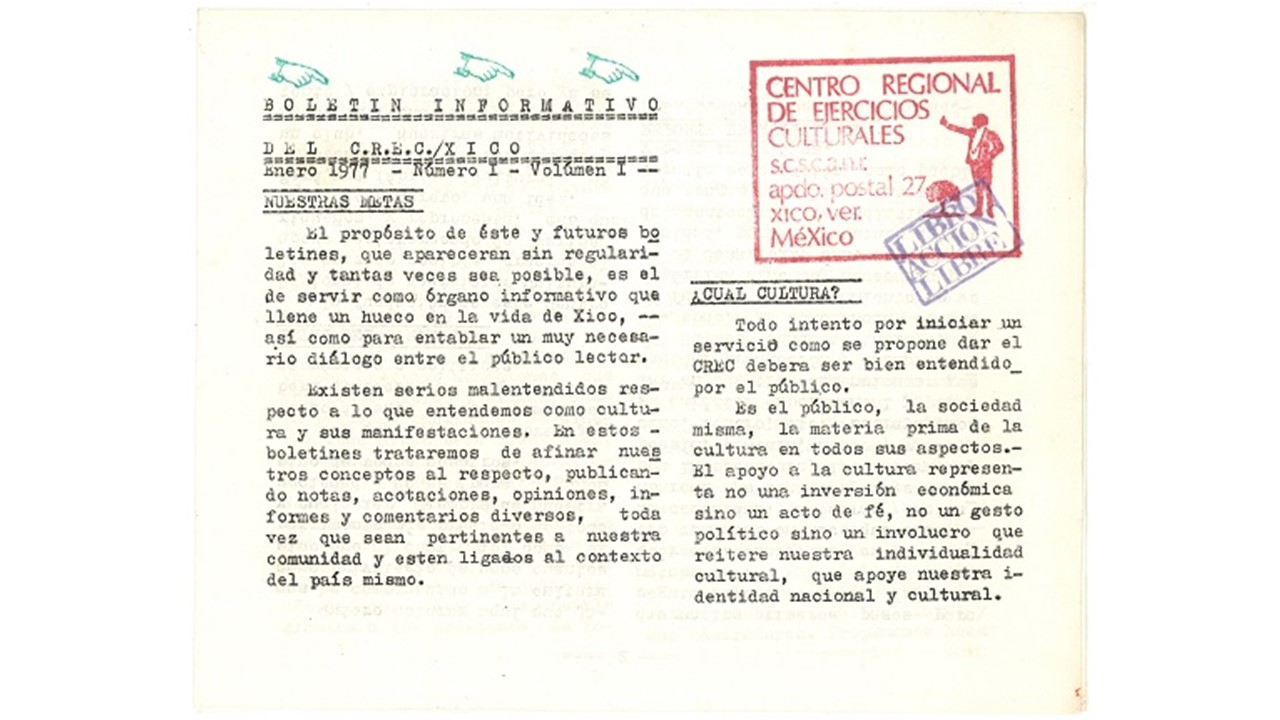 BOLETIN INFORMATIVO
DEL C.R.E.C./XICO
Enero 1977 - Número I - Volúmen I --
NUESTRAS METAS
El propósito de éste y futuros bo
letines, que apareceran sin regulari-
dad y tantas veces sea posible, es el
de servir como órgano informativo que
llene un hueco en la vida de Xico, --
así como para entablar un muy necesa-
rio diálogo entre el público lector.
Existen serios malentendidos res-
pecto a lo que entendemos como cultu-
ra y sus manifestaciones. En estos -
boletines trataremos de afinar nues
tros conceptos al respecto, publican-
do notas, acotaciones, opiniones, in-
formes y comentarios diversos, toda
vez que sean pertinentes a nuestra
comunidad y esten ligados al contexto
del país mismo.
CENTRO REGIONAL
DE EJERCICIOS
CULTURALES
s.c.s.c.a.n.r.
apdo. postal 27
xico, ver.
MéXico
LIBRO
ACCION
LIBRE
¿CUAL CULTURA?
Todo intento por iniciar un
servicio como se propone dar el
CREC debera ser bien entendido_
por el público.
Es el público, la sociedad
misma, la materia prima de la
cultura en todos sus aspectos.-
El apoyo a la cultura represen-
ta no una inversión económica
sino un acto de fé, no un gesto
político sino un involucro que
reitere nuestra individualidad
cultural, que apoye nuestra i-
dentidad nacional y cultural.